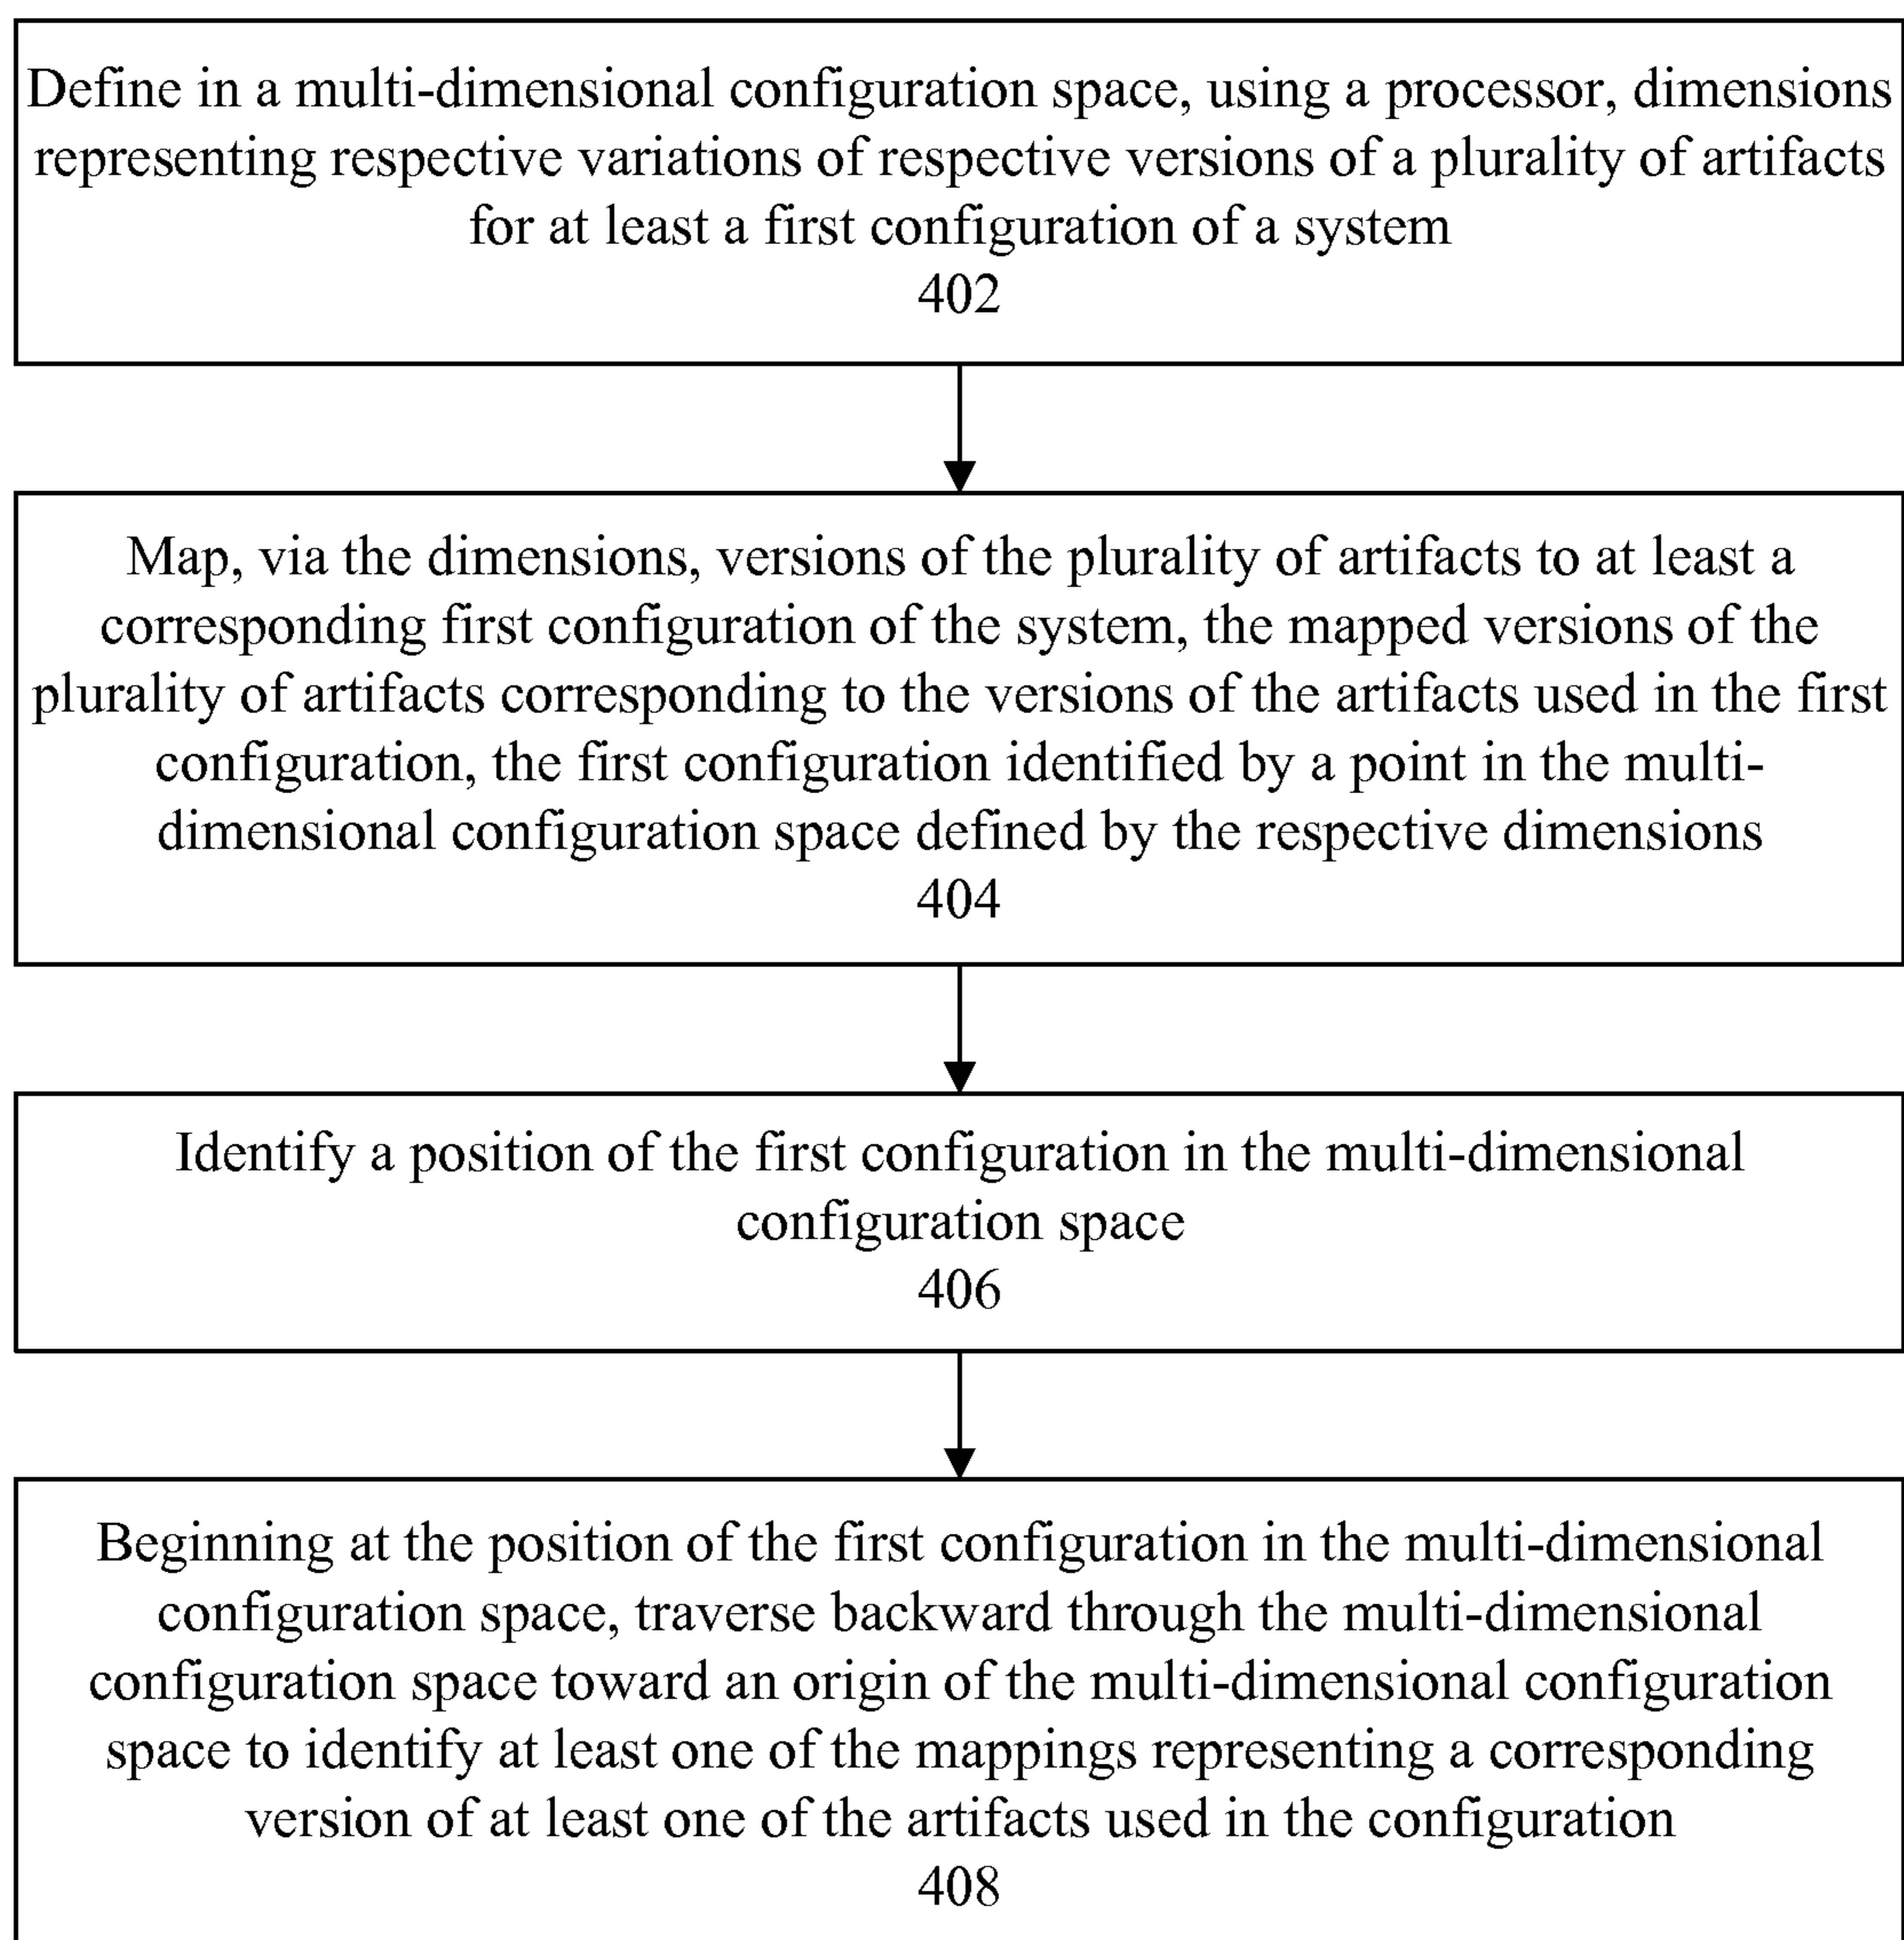 Define in a multi-dimensional configuration space, using a processor, dimensions
representing respective variations of respective versions of a plurality of artifacts
for at least a first configuration of a system
402
Map, via the dimensions, versions of the plurality of artifacts to at least a
corresponding first configuration of the system, the mapped versions of the
plurality of artifacts corresponding to the versions of the artifacts used in the first
configuration, the first configuration identified by a point in the multi-
dimensional configuration space defined by the respective dimensions
404
Identify a position of the first configuration in the multi-dimensional
configuration space
406
Beginning at the position of the first configuration in the multi-dimensional
configuration space, traverse backward through the multi-dimensional
configuration space toward an origin of the multi-dimensional configuration
space to identify at least one of the mappings representing a corresponding
version of at least one of the artifacts used in the configuration
408